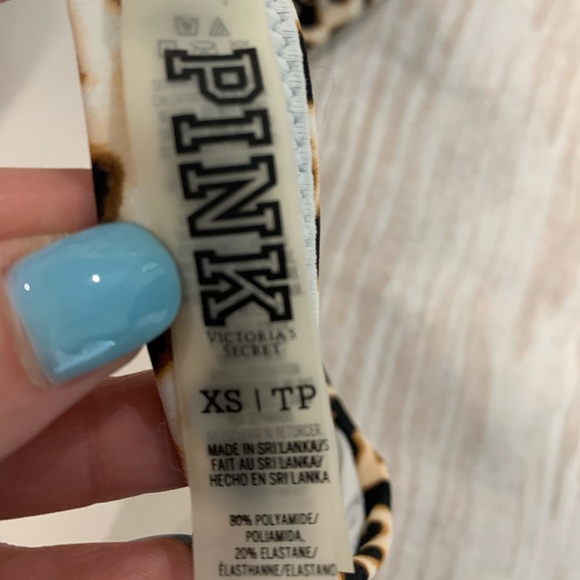 PINK
VICTORIA'S
SECRET
XS | TP
MADE IN SRI LANKA/
FAIT AU SRI LANKA/
HECHO EN SRI LANKA
80% POLYAMIDE/
POLIAMIDA,
20% ELASTANE/
ÉLASTHANNE/ELASTANO